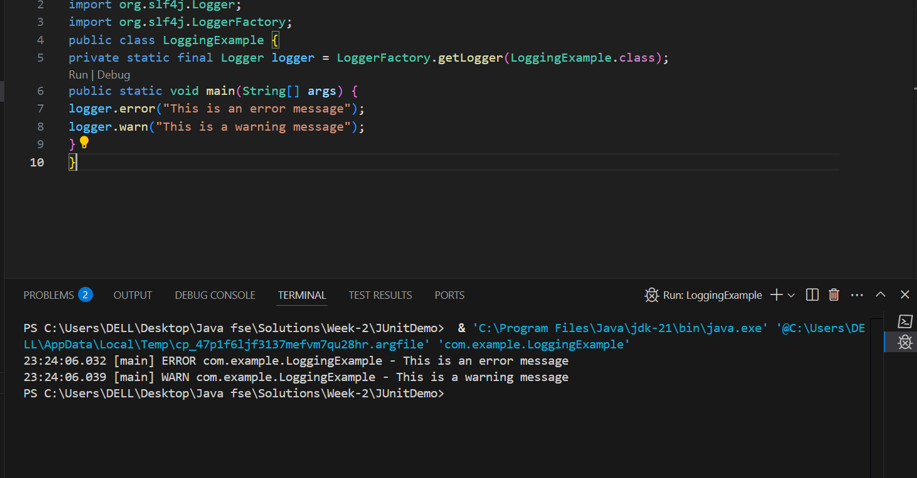 2 import org.slf4j.Logger;
3 import org.slf4j.LoggerFactory;
4 public class LoggingExample {
5 private static final Logger logger = LoggerFactory.getLogger(LoggingExample.class);
Run | Debug
6 public static void main(String[] args) {
7 logger.error("This is an error message");
8 logger.warn("This is a warning message");
9 }
10 }
PROBLEMS 2 OUTPUT DEBUG CONSOLE TERMINAL TEST RESULTS PORTS Run: LoggingExample
PS C:\Users\DELL\Desktop\Java fse\Solutions\Week-2\JUnitDemo>  & 'C:\Program Files\Java\jdk-21\bin\java.exe' '@C:\Users\DE
LL\AppData\Local\Temp\cp_47p1f6ljf3137mefvm7qu28hr.argfile' 'com.example.LoggingExample'
23:24:06.032 [main] ERROR com.example.LoggingExample - This is an error message
23:24:06.039 [main] WARN com.example.LoggingExample - This is a warning message
PS C:\Users\DELL\Desktop\Java fse\Solutions\Week-2\JUnitDemo>